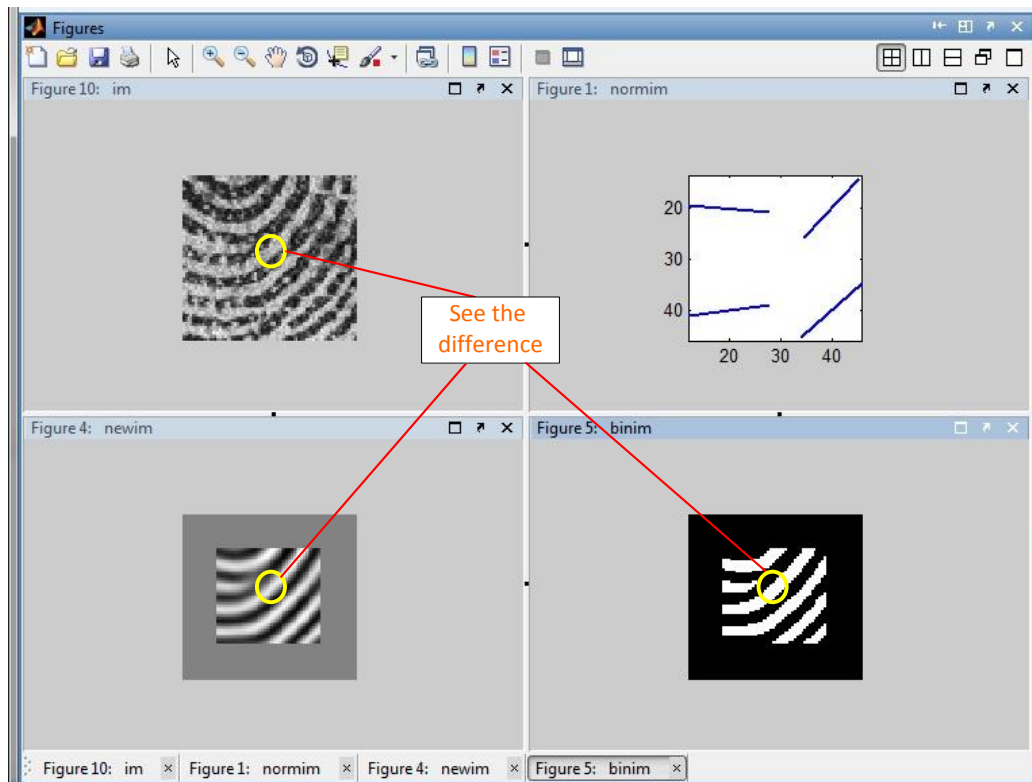 Figures
Figure 10: im
Figure 1: normim
20
30
40
20 30 40
See the
difference
Figure 4: newim
Figure 5: binim
Figure 10: im
Figure 1: normim
Figure 4: newim
Figure 5: binim